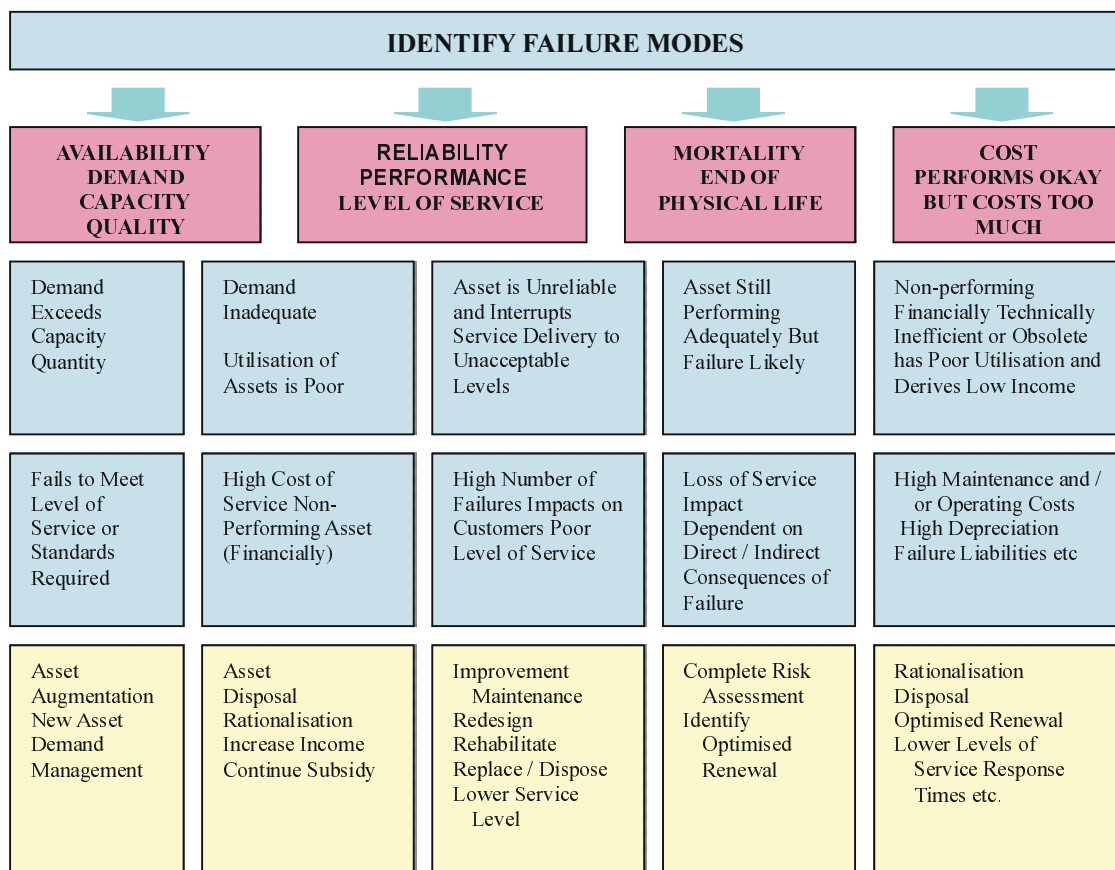 IDENTIFY FAILURE MODES
AVAILABILITY
DEMAND
CAPACITY
QUALITY
RELIABILITY
PERFORMANCE
LEVEL OF SERVICE
MORTALITY
END OF
PHYSICAL LIFE
COST
PERFORMS OKAY
BUT COSTS TOO
MUCH
Demand
Exceeds
Capacity
Quantity
Demand
Inadequate
Utilisation of
Assets is Poor
Asset is Unreliable
and Interrupts
Service Delivery to
Unacceptable
Levels
Asset Still
Performing
Adequately But
Failure Likely
Non-performing
Financially Technically
Inefficient or Obsolete
has Poor Utilisation and
Derives Low Income
Fails to Meet
Level of
Service or
Standards
Required
High Cost of
Service Non-
Performing Asset
(Financially)
High Number of
Failures Impacts on
Customers Poor
Level of Service
Loss of Service
Impact
Dependent on
Direct / Indirect
Consequences of
Failure
High Maintenance and /
or Operating Costs
High Depreciation
Failure Liabilities etc
Asset
Augmentation
New Asset
Demand
Management
Asset
Disposal
Rationalisation
Increase Income
Continue Subsidy
Improvement
Maintenance
Redesign
Rehabilitate
Replace / Dispose
Lower Service
Level
Complete Risk
Assessment
Identify
Optimised
Renewal
Rationalisation
Disposal
Optimised Renewal
Lower Levels of
Service Response
Times etc.